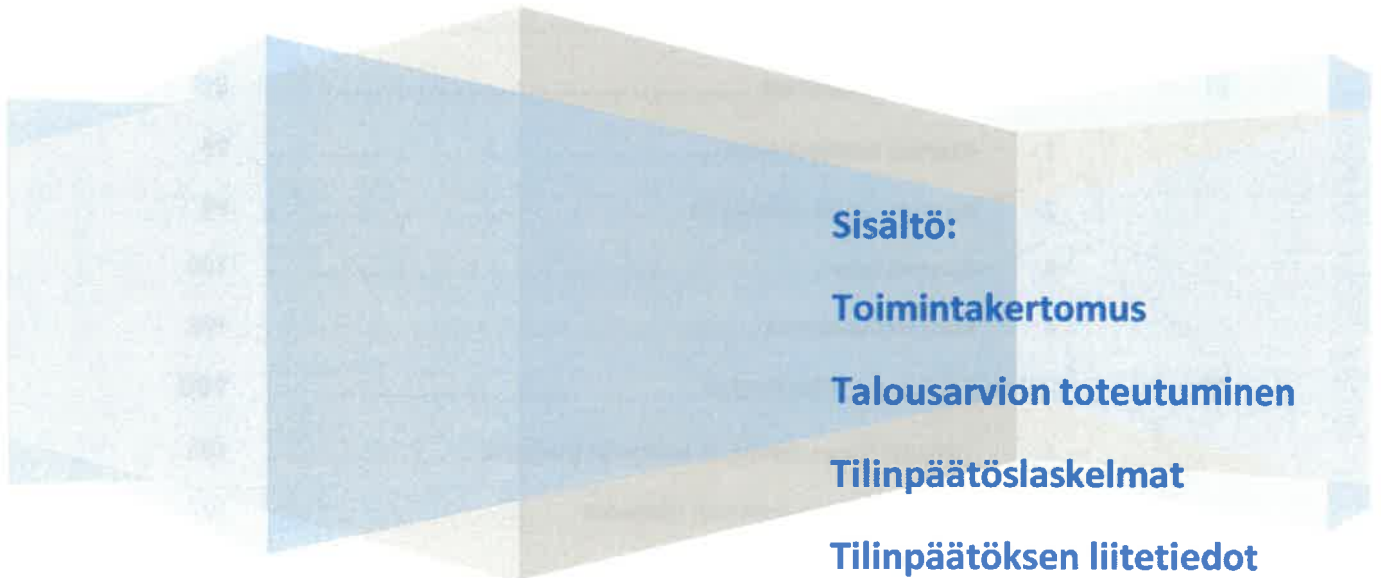 Sisältö:
Toimintakertomus
Talousarvion toteutuminen
Tilinpäätöslaskelmat
Tilinpäätöksen liitetiedot